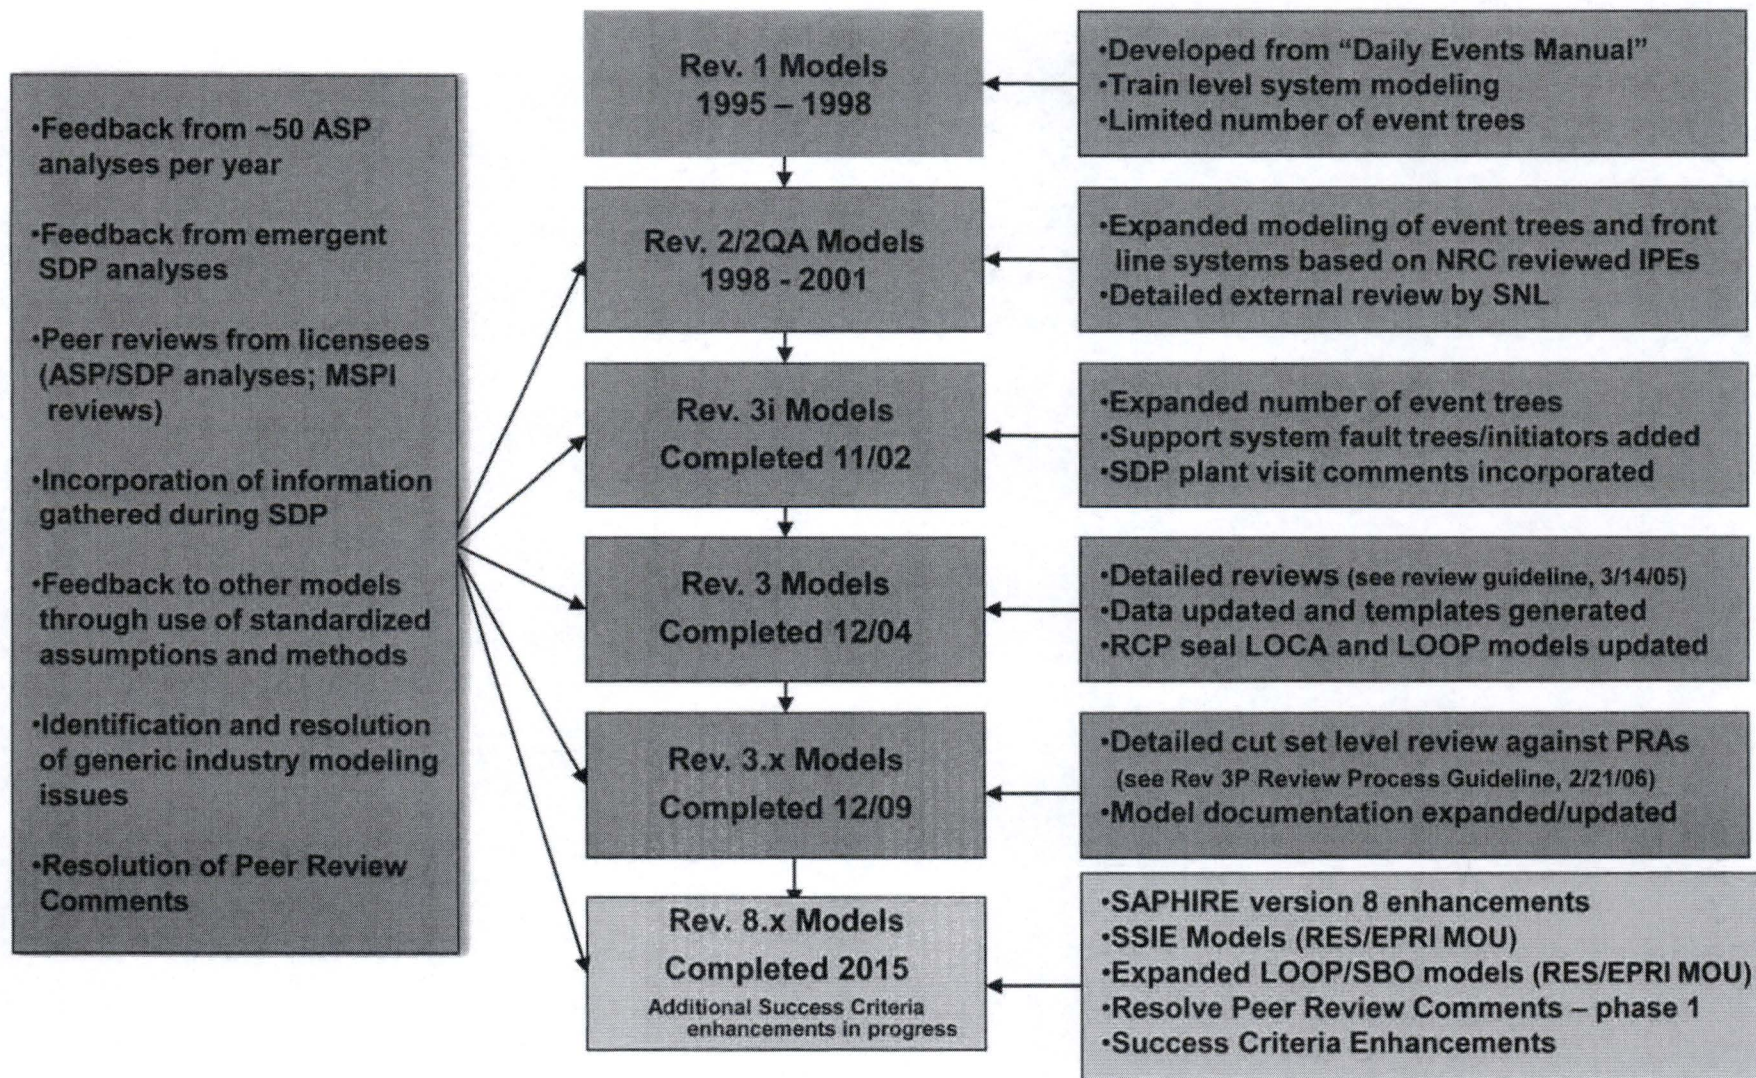 •Feedback from ~50 ASP
analyses per year
•Feedback from emergent
SDP analyses
•Peer reviews from licensees
(ASP/SDP analyses; MSPI
reviews)
•Incorporation of information
gathered during SDP
•Feedback to other models
through use of standardized
assumptions and methods
•Identification and resolution
of generic industry modeling
issues
•Resolution of Peer Review
Comments
Rev. 1 Models
1995 – 1998
•Developed from “Daily Events Manual”
•Train level system modeling
•Limited number of event trees
Rev. 2/2QA Models
1998 - 2001
•Expanded modeling of event trees and front
line systems based on NRC reviewed IPEs
•Detailed external review by SNL
Rev. 3i Models
Completed 11/02
•Expanded number of event trees
•Support system fault trees/initiators added
•SDP plant visit comments incorporated
Rev. 3 Models
Completed 12/04
•Detailed reviews (see review guideline, 3/14/05)
•Data updated and templates generated
•RCP seal LOCA and LOOP models updated
Rev. 3.x Models
Completed 12/09
•Detailed cut set level review against PRAs
(see Rev 3P Review Process Guideline, 2/21/06)
•Model documentation expanded/updated
Rev. 8.x Models
Completed 2015
Additional Success Criteria
enhancements in progress
•SAPHIRE version 8 enhancements
•SSIE Models (RES/EPRI MOU)
•Expanded LOOP/SBO models (RES/EPRI MOU)
•Resolve Peer Review Comments – phase 1
•Success Criteria Enhancements